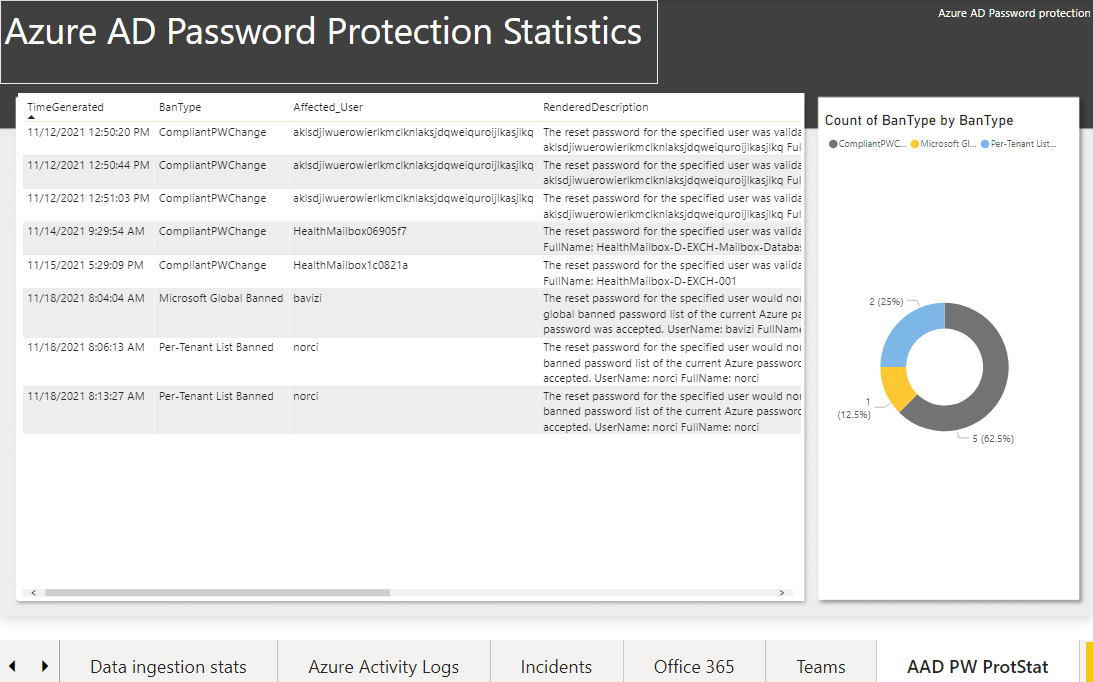 Azure AD Password Protection Statistics
Azure AD Password protection
TimeGenerated BanType Affected_User RenderedDescription
11/12/2021 12:50:20 PM CompliantPWChange aklsdjiwuerowierlkmclknlaksjdqweiquroijlkasjlkq The reset password for the specified user was valida
aklsdjiwuerowierlkmclknlaksjdqweiquroijlkasjlkq Ful
11/12/2021 12:50:44 PM CompliantPWChange aklsdjiwuerowierlkmclknlaksjdqweiquroijlkasjlkq The reset password for the specified user was valida
aklsdjiwuerowierlkmclknlaksjdqweiquroijlkasjlkq Ful
11/12/2021 12:51:03 PM CompliantPWChange aklsdjiwuerowierlkmclknlaksjdqweiquroijlkasjlkq The reset password for the specified user was valida
aklsdjiwuerowierlkmclknlaksjdqweiquroijlkasjlkq Ful
11/14/2021 9:29:54 AM CompliantPWChange HealthMailbox06905f7 The reset password for the specified user was valida
FullName: HealthMailbox-D-EXCH-Mailbox-Databas
11/15/2021 5:29:09 PM CompliantPWChange HealthMailbox1c0821a The reset password for the specified user was valida
FullName: HealthMailbox-D-EXCH-001
11/18/2021 8:04:04 AM Microsoft Global Banned bavizi The reset password for the specified user would nor
global banned password list of the current Azure pa
password was accepted. UserName: bavizi FullName
11/18/2021 8:06:13 AM Per-Tenant List Banned norci The reset password for the specified user would nor
banned password list of the current Azure password
accepted. UserName: norci FullName: norci
11/18/2021 8:13:27 AM Per-Tenant List Banned norci The reset password for the specified user would nor
banned password list of the current Azure password
accepted. UserName: norci FullName: norci
Count of BanType by BanType
CompliantPWC... Microsoft Gl... Per-Tenant List...
2 (25%)
1
(12.5%)
5 (62.5%)
Data ingestion stats Azure Activity Logs Incidents Office 365 Teams AAD PW ProtStat